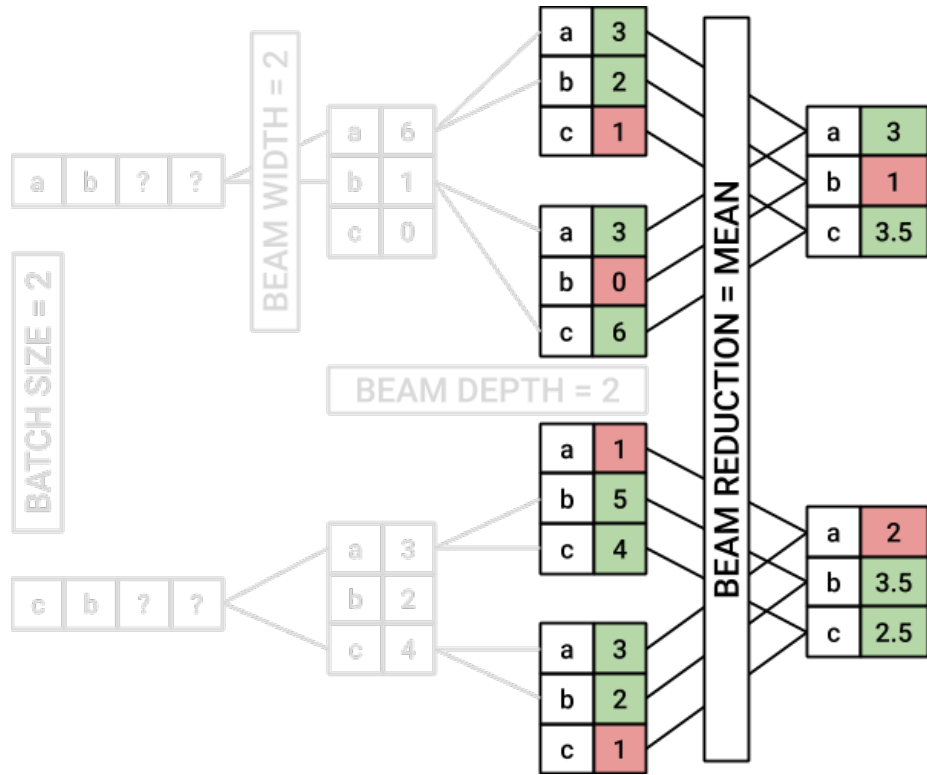 a b ? ?
BATCH SIZE = 2
c b ? ?
BEAM WIDTH = 2
a 6
b 1
c 0
a 3
b 2
c 4
BEAM DEPTH = 2
a 3
b 2
c 1
a 3
b 0
c 6
a 1
b 5
c 4
a 3
b 2
c 1
BEAM REDUCTION = MEAN
a 3
b 1
c 3.5
a 2
b 3.5
c 2.5